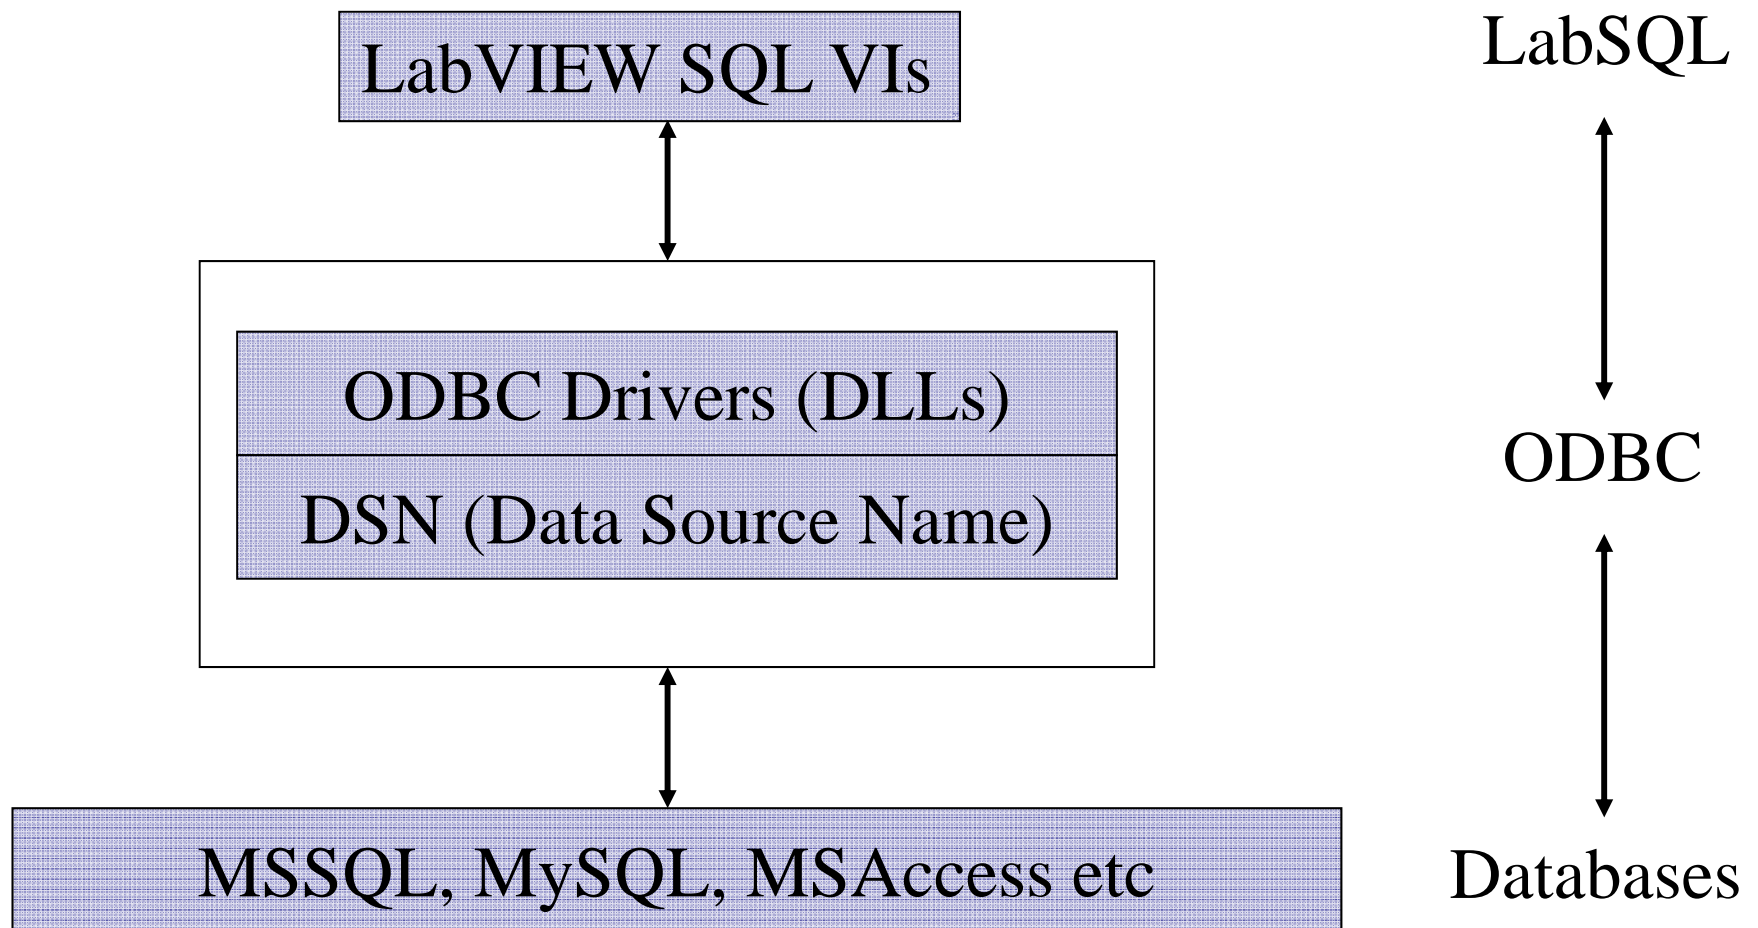 LabVIEW SQL VIs
LabSQL
ODBC Drivers (DLLs)
ODBC
DSN (Data Source Name)
MSSQL, MySQL, MSAccess etc
Databases